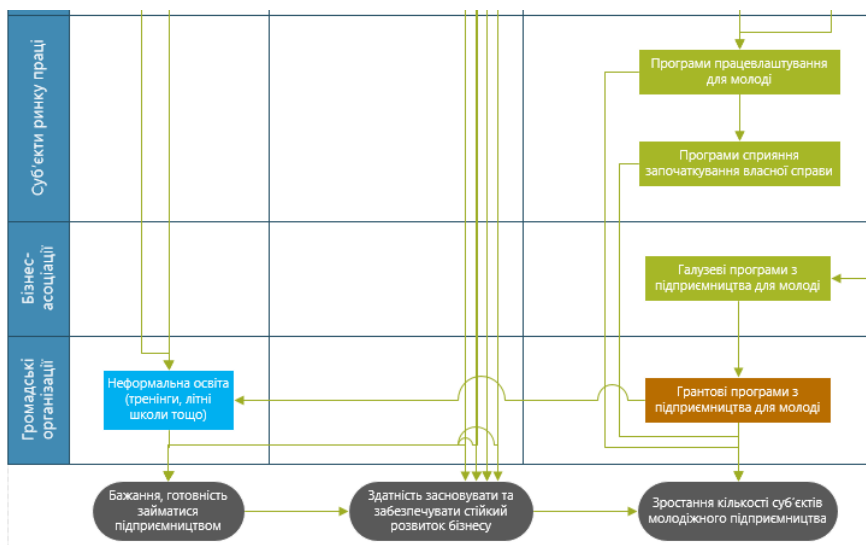 Суб'єкти ринку праці
Програми працевлаштування
для молоді
Програми сприяння
започаткування власної справи
Бізнес-
асоціації
Галузеві програми з
підприємництва для молоді
Громадські
організації
Неформальна освіта
(тренінги, літні
школи тощо)
Грантові програми з
підприємництва для молоді
Бажання, готовність
займатися
підприємництвом
Здатність засновувати та
забезпечувати стійкий
розвиток бізнесу
Зростання кількості суб'єктів
молодіжного підприємництва